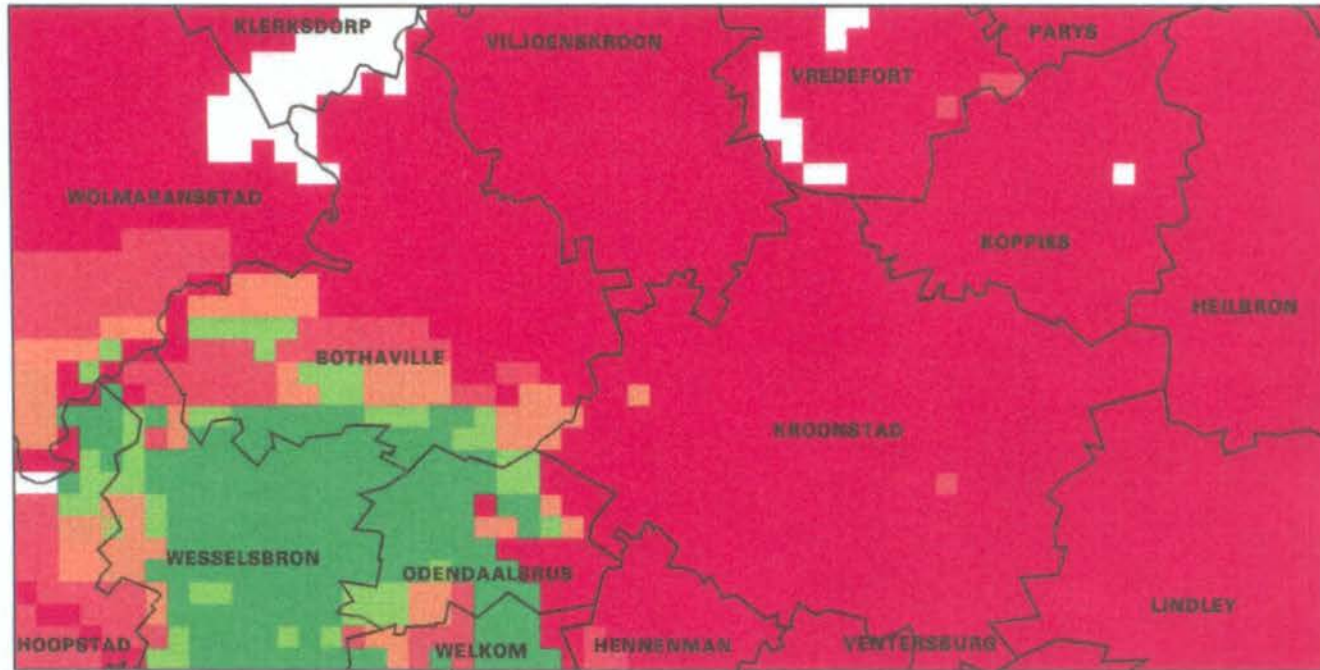 KLERKSDORP
VILJOENSKROON
PARYS
VREDEFORT
WOLMARANSSTAD
KOPPIES
HEILBRON
BOTHAVILLE
KROONSTAD
WESSELSBRON
ODENDAALSRUS
LINDLEY
HOOPSTAD
WELKOM
HENNENMAN
VENTERSBURG